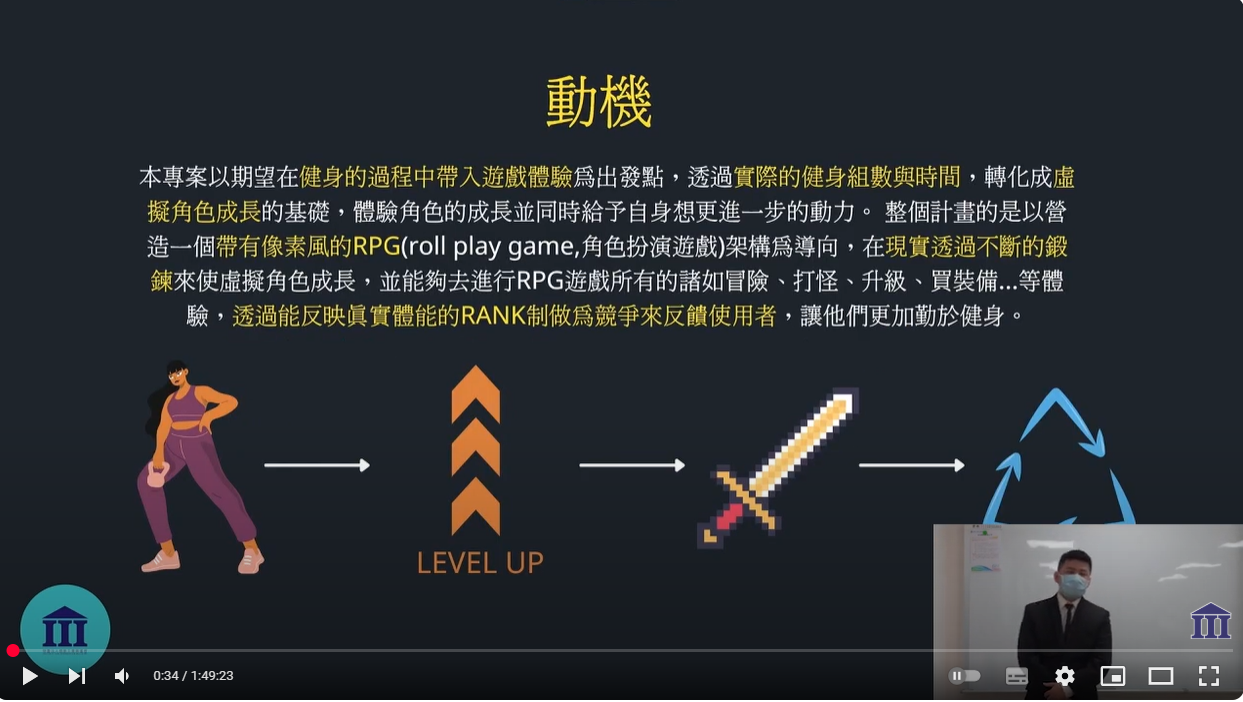 動機
本專案以期望在健身的過程中帶入遊戲體驗爲出發點，透過實際的健身組數與時間，轉化成虛
擬角色成長的基礎，體驗角色的成長並同時給予自身想更進一步的動力。 整個計畫的是以營
造一個帶有像素風的RPG(roll play game,角色扮演遊戲)架構爲導向，在現實透過不斷的鍛
鍊來使虛擬角色成長，並能夠去進行RPG遊戲所有的諸如冒險、打怪、升級、買裝備...等體
驗，透過能反映眞實體能的RANK制做爲競爭來反饋使用者，讓他們更加勤於健身。
LEVEL UP
0:34 / 1:49:23